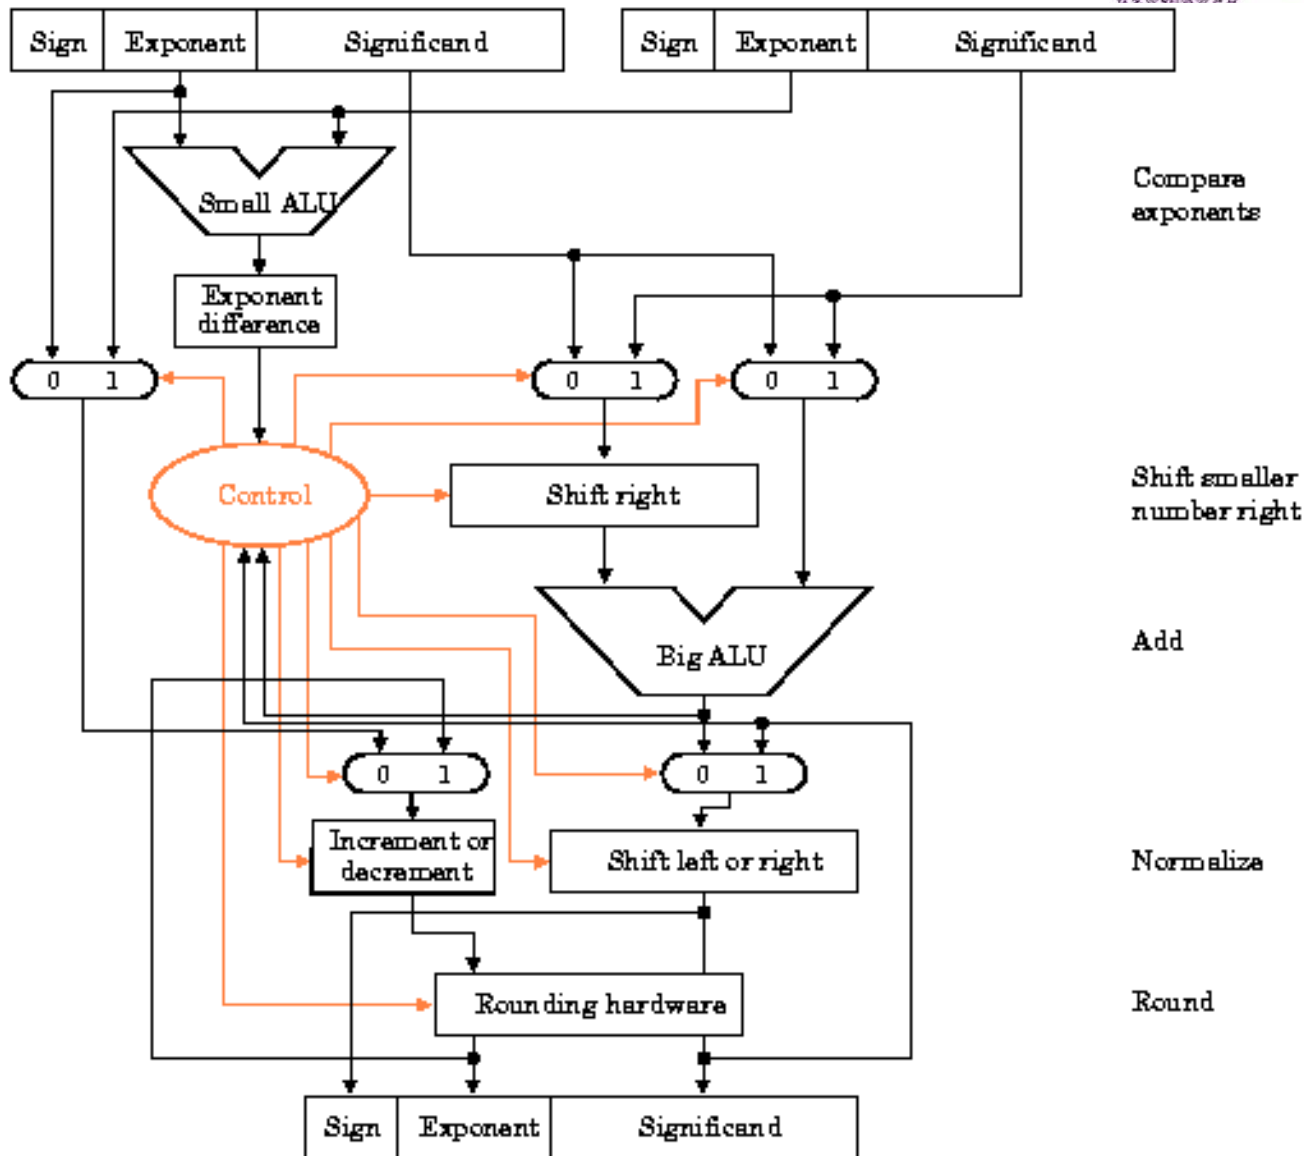 Sign Exponent Significand Sign Exponent Significand
Small ALU
Compare
exponents
Exponent
difference
0 1 0 1 0 1
Control
Shift right
Shift smaller
number right
Big ALU
Add
0 1 0 1
Increment or
decrement
Shift left or right
Normalize
Rounding hardware
Round
Sign Exponent Significand